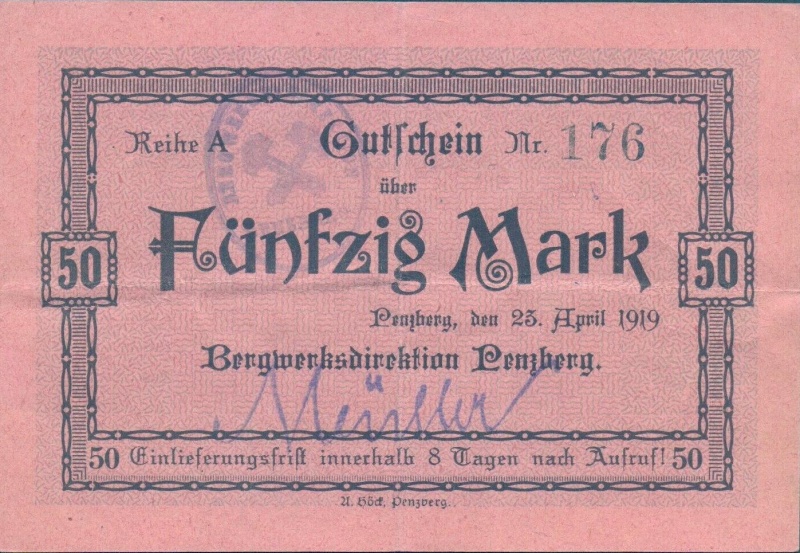 Reihe A Gutschein Nr. 176
über
Fünfzig Mark
50 50
Penzberg, den 23. April 1919
Bergwerksdirektion Penzberg.
50 Einlieferungsfrist innerhalb 8 Tagen nach Aufruf! 50
A. Höck, Penzberg.